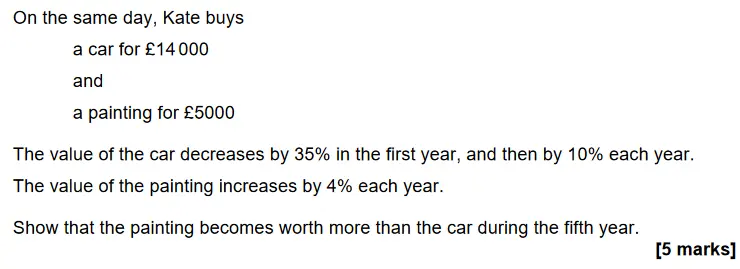 On the same day, Kate buys
a car for £14 000
and
a painting for £5000
The value of the car decreases by 35% in the first year, and then by 10% each year.
The value of the painting increases by 4% each year.
Show that the painting becomes worth more than the car during the fifth year.
[5 marks]